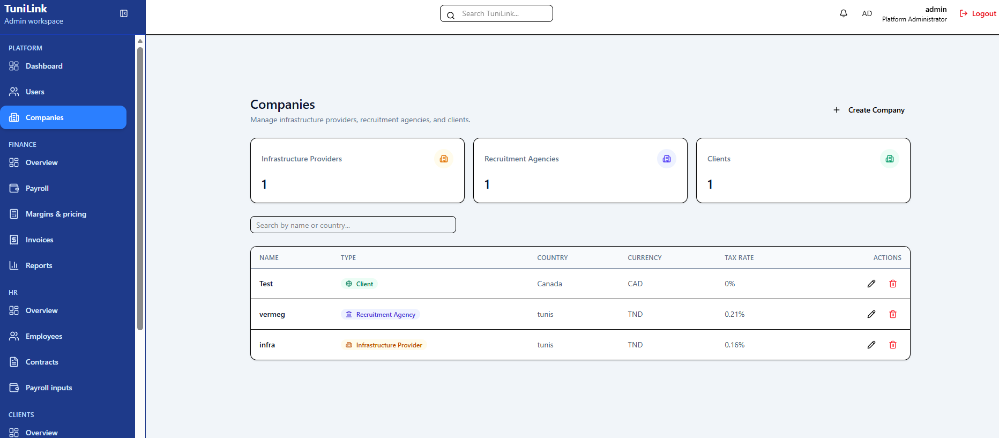 TuniLink
Admin workspace
Search TuniLink...
AD
admin
Platform Administrator
Logout
PLATFORM
Dashboard
Users
Companies
FINANCE
Overview
Payroll
Margins & pricing
Invoices
Reports
HR
Overview
Employees
Contracts
Payroll inputs
CLIENTS
Overview
Companies
Manage infrastructure providers, recruitment agencies, and clients.
Create Company
Infrastructure Providers
1
Recruitment Agencies
1
Clients
1
Search by name or country...
NAME TYPE COUNTRY CURRENCY TAX RATE ACTIONS
Test Client Canada CAD 0%
vermeg Recruitment Agency tunis TND 0.21%
infra Infrastructure Provider tunis TND 0.16%